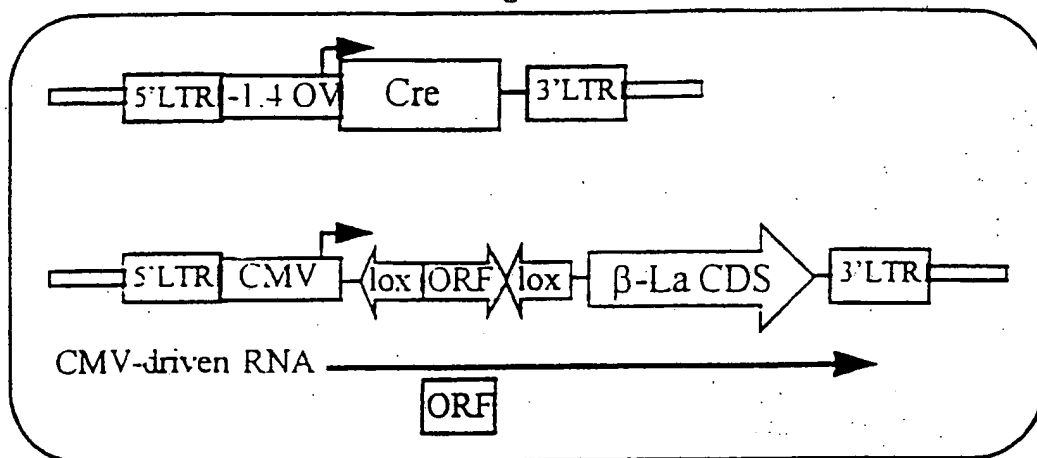 5'LTR -1.4 OV Cre 3'LTR
5'LTR CMV lox ORF lox β-La CDS 3'LTR
CMV-driven RNA
ORF